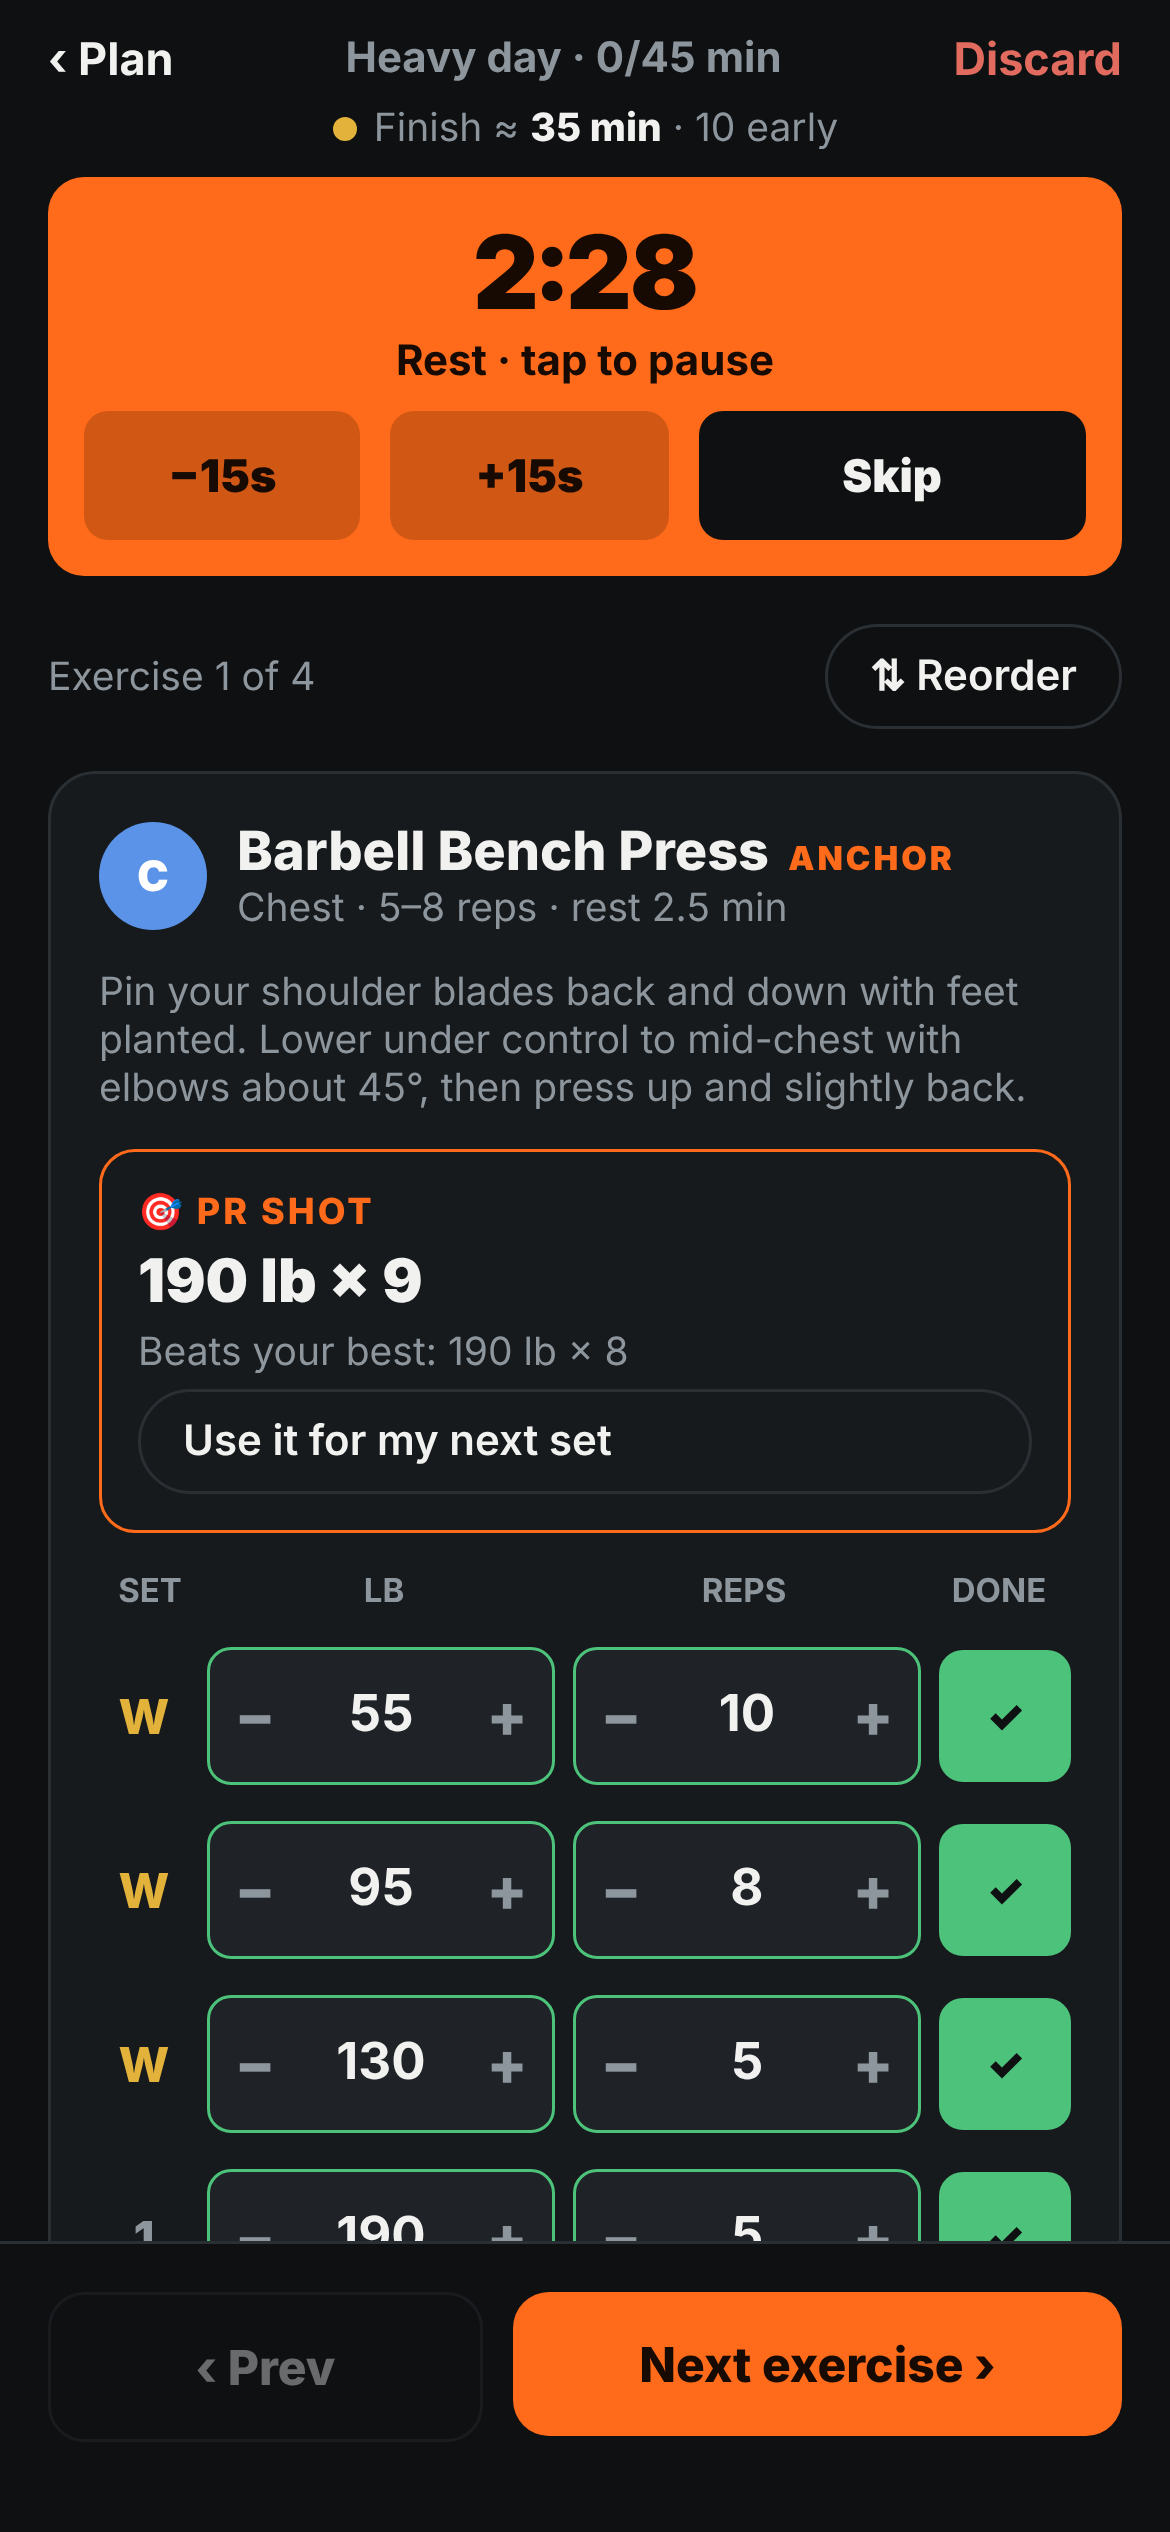 ‹ Plan
Heavy day · 0/45 min
Discard
Finish ≈ 35 min · 10 early
2:28
Rest · tap to pause
−15s
+15s
Skip
Exercise 1 of 4
⇅ Reorder
C
Barbell Bench Press ANCHOR
Chest · 5–8 reps · rest 2.5 min
Pin your shoulder blades back and down with feet
planted. Lower under control to mid-chest with
elbows about 45°, then press up and slightly back.
🎯 PR SHOT
190 lb × 9
Beats your best: 190 lb × 8
Use it for my next set
SET LB REPS DONE
W − 55 + − 10 + ✓
W − 95 + − 8 + ✓
W − 130 + − 5 + ✓
1 − 190 + − 5 + ✓
‹ Prev
Next exercise ›